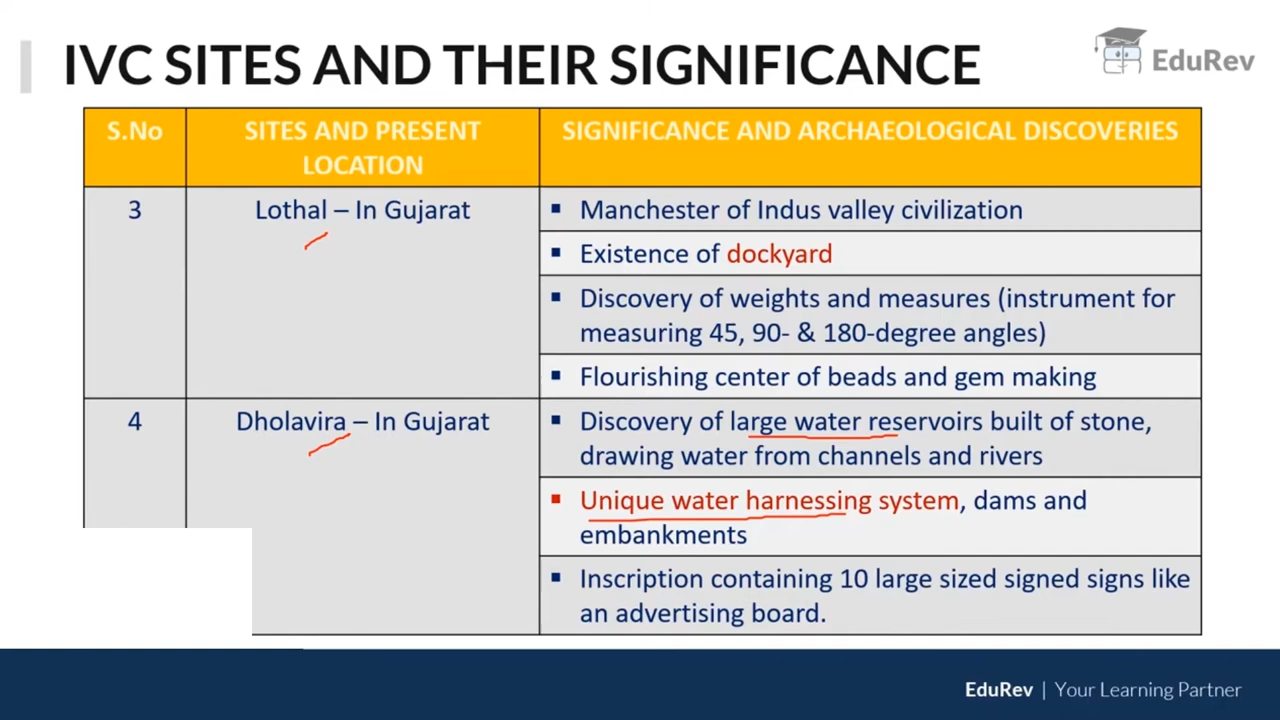 IVC SITES AND THEIR SIGNIFICANCE
EduRev
S.No
SITES AND PRESENT
LOCATION
SIGNIFICANCE AND ARCHAEOLOGICAL DISCOVERIES
3
Lothal – In Gujarat
▪ Manchester of Indus valley civilization
▪ Existence of dockyard
▪ Discovery of weights and measures (instrument for
measuring 45, 90- & 180-degree angles)
▪ Flourishing center of beads and gem making
4
Dholavira – In Gujarat
▪ Discovery of large water reservoirs built of stone,
drawing water from channels and rivers
▪ Unique water harnessing system, dams and
embankments
▪ Inscription containing 10 large sized signed signs like
an advertising board.
EduRev | Your Learning Partner